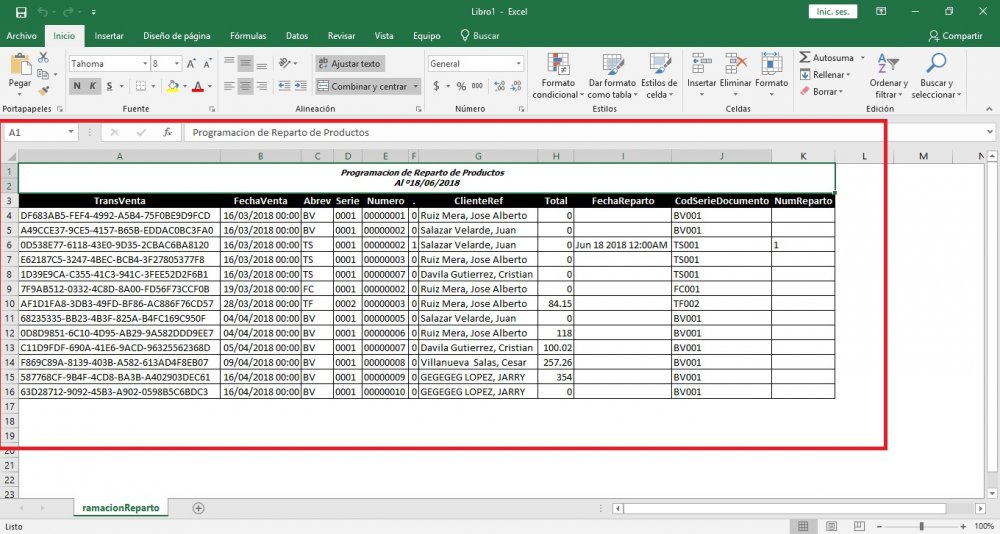 Libro1 - Excel
Inic. ses.
Archivo Inicio Insertar Diseño de página Fórmulas Datos Revisar Vista Equipo Buscar Compartir
Pegar
Tahoma 8 A A
N K S
ab Ajustar texto
Combinar y centrar
General
$ % 000
Formato condicional
Dar formato como tabla
Estilos de celda
Insertar Eliminar Formato
Autosuma
Rellenar
Borrar
Ordenar y filtrar
Buscar y seleccionar
Portapapeles Fuente Alineación Número Estilos Celdas Edición
A1 fx Programacion de Reparto de Productos
A B C D E F G H I J K L M N
1 Programacion de Reparto de Productos
2 Al º18/06/2018
3 TransVenta FechaVenta Abrev Serie Numero . ClienteRef Total FechaReparto CodSerieDocumento NumReparto
4 DF683AB5-FEF4-4992-A5B4-75F0BE9D9FCD 16/03/2018 00:00 BV 0001 00000001 0 Ruiz Mera, Jose Alberto 0 BV001
5 A49CCE37-9CE5-4157-B65B-EDDAC0BC3FA0 16/03/2018 00:00 BV 0001 00000002 0 Salazar Velarde, Juan 0 BV001
6 0D538E77-6118-43E0-9D35-2CBAC6BA8120 16/03/2018 00:00 TS 0001 00000002 1 Salazar Velarde, Juan 0 Jun 18 2018 12:00AM TS001 1
7 E62187C5-3247-4BEC-BCB4-3F27805377F8 16/03/2018 00:00 TS 0001 00000003 0 Ruiz Mera, Jose Alberto 0 TS001
8 1D39E9CA-C355-41C3-941C-3FEE52D2F6B1 16/03/2018 00:00 TS 0001 00000007 0 Davila Gutierrez, Cristian 0 TS001
9 7F9AB512-0332-4C8D-8A00-FD56F73CCF0B 19/03/2018 00:00 FC 0001 00000003 0 Ruiz Mera, Jose Alberto 0 FC001
10 AF1D1FA8-3DB3-49FD-BF86-AC886F76CD57 28/03/2018 00:00 TF 0002 00000003 0 Ruiz Mera, Jose Alberto 84.15 TF002
11 68235335-BB23-4B3F-825A-B4FC169C950F 04/04/2018 00:00 BV 0001 00000005 0 Salazar Velarde, Juan 0 BV001
12 0D8D9851-6C10-4D95-AB29-9A582DDD9EE7 04/04/2018 00:00 BV 0001 00000006 0 Ruiz Mera, Jose Alberto 118 BV001
13 C11D9FDF-690A-41E6-9ACD-96325562368D 05/04/2018 00:00 BV 0001 00000007 0 Davila Gutierrez, Cristian 100.02 BV001
14 F869C89A-8139-403B-A582-613AD4F8EB07 09/04/2018 00:00 BV 0001 00000008 0 Villanueva Salas, Cesar 257.26 BV001
15 587768CF-9B4F-4CD8-BA3B-A402903DEC61 16/04/2018 00:00 BV 0001 00000009 0 GEGEGEG LOPEZ, JARRY 354 BV001
16 63D28712-9092-45B3-A902-0598B5C6BDC3 16/04/2018 00:00 BV 0001 00000010 0 GEGEGEG LOPEZ, JARRY 0 BV001
17
18
19
20
21
22
23
ramacionReparto
Listo 100%